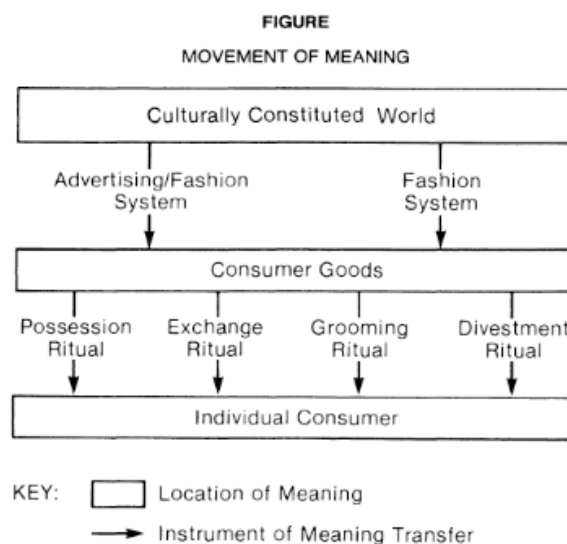 FIGURE
MOVEMENT OF MEANING
Culturally Constituted World
Advertising/Fashion System
Fashion System
Consumer Goods
Possession Ritual
Exchange Ritual
Grooming Ritual
Divestment Ritual
Individual Consumer
KEY:
Location of Meaning
Instrument of Meaning Transfer